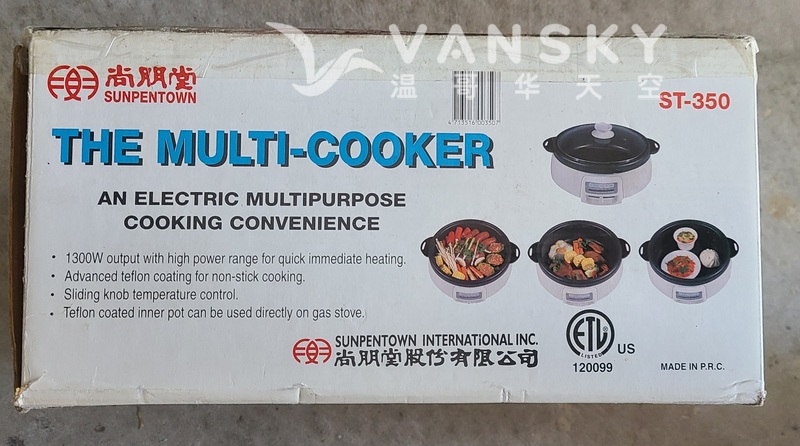 VANSKY
温哥华天空
尚朋堂
SUNPENTOWN
ST-350
THE MULTI-COOKER
AN ELECTRIC MULTIPURPOSE
COOKING CONVENIENCE
• 1300W output with high power range for quick immediate heating.
• Advanced teflon coating for non-stick cooking.
• Sliding knob temperature control.
• Teflon coated inner pot can be used directly on gas stove.
SUNPENTOWN INTERNATIONAL INC.
尚朋堂股份有限公司
ETL
LISTED
US
120099
MADE IN P.R.C.